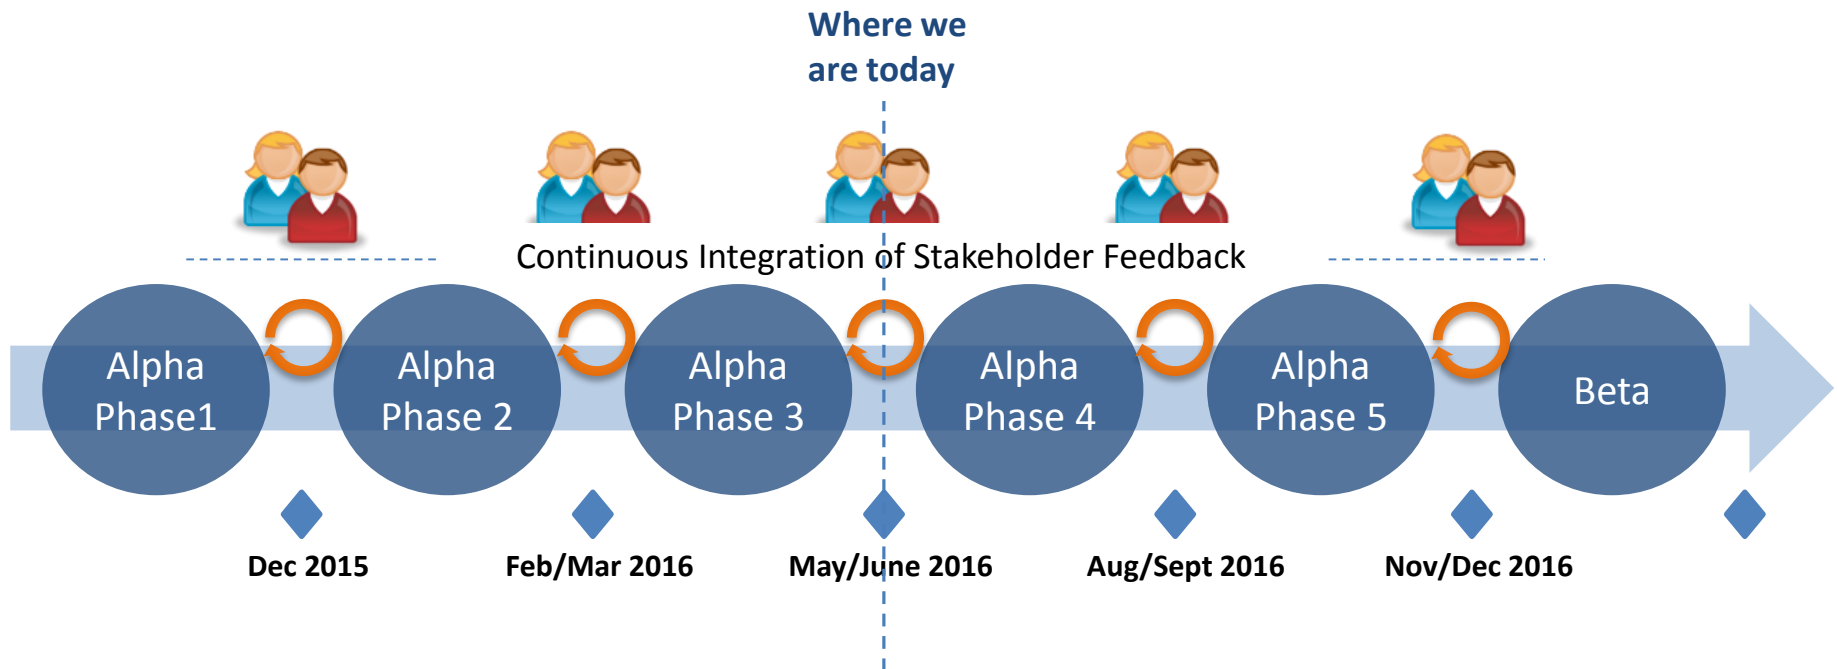 Where we
are today
Continuous Integration of Stakeholder Feedback
Alpha
Phase1
Alpha
Phase 2
Alpha
Phase 3
Alpha
Phase 4
Alpha
Phase 5
Beta
Dec 2015
Feb/Mar 2016
May/June 2016
Aug/Sept 2016
Nov/Dec 2016